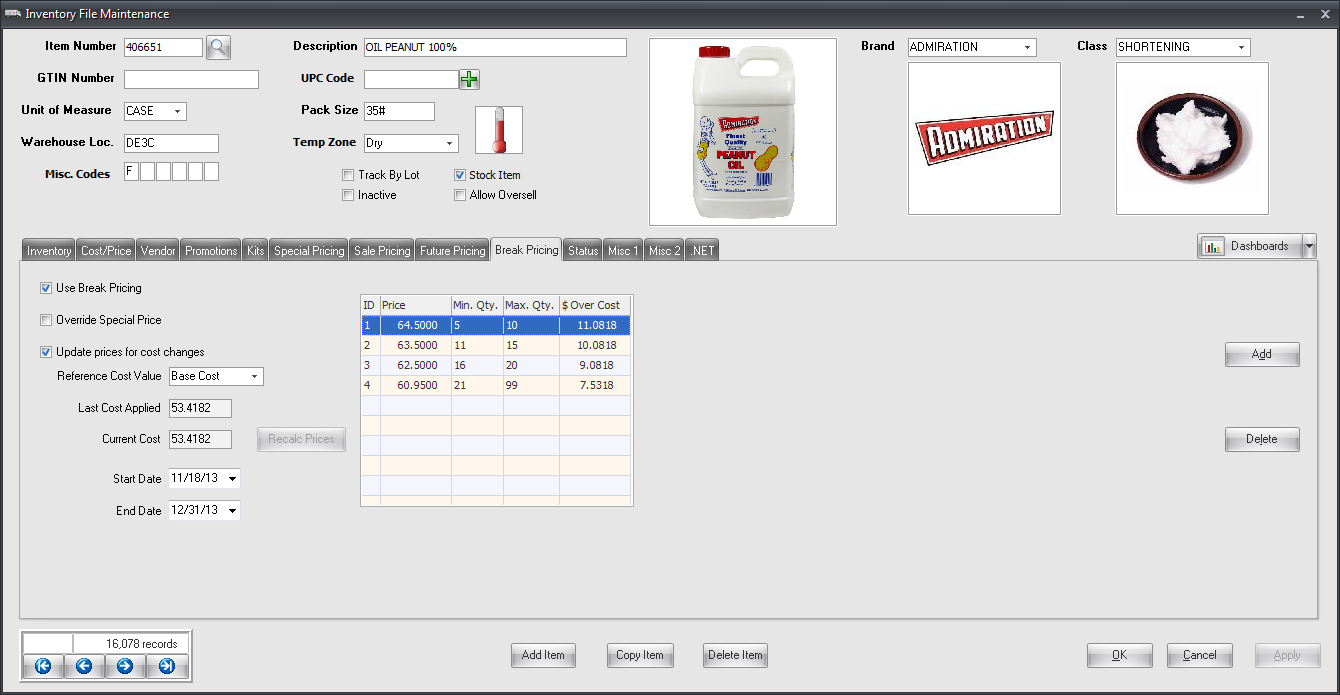 Inventory File Maintenance
Item Number 406651
Description OIL PEANUT 100%
Brand ADMIRATION
Class SHORTENING
GTIN Number
UPC Code
Unit of Measure CASE
Pack Size 35#
Warehouse Loc. DE3C
Temp Zone Dry
Misc. Codes F
Track By Lot
Stock Item
Inactive
Allow Oversell
ADMIRATION
Finest
Quality
PEANUT
OIL
ADMIRATION
Inventory Cost/Price Vendor Promotions Kits Special Pricing Sale Pricing Future Pricing Break Pricing Status Misc 1 Misc 2 .NET
Dashboards
Use Break Pricing
Override Special Price
Update prices for cost changes
Reference Cost Value Base Cost
Last Cost Applied 53.4182
Current Cost 53.4182
Recalc Prices
Start Date 11/18/13
End Date 12/31/13
ID Price Min. Qty. Max. Qty. $ Over Cost
1 64.5000 5 10 11.0818
2 63.5000 11 15 10.0818
3 62.5000 16 20 9.0818
4 60.9500 21 99 7.5318
Add
Delete
16,078 records
Add Item
Copy Item
Delete Item
OK
Cancel
Apply